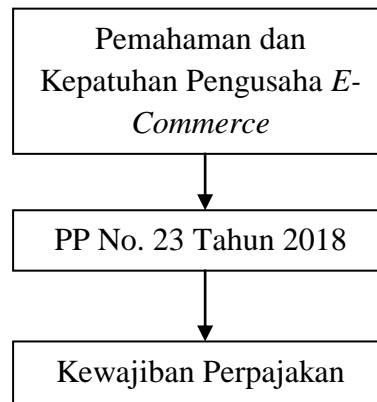 Pemahaman dan
Kepatuhan Pengusaha E-
Commerce
PP No. 23 Tahun 2018
Kewajiban Perpajakan